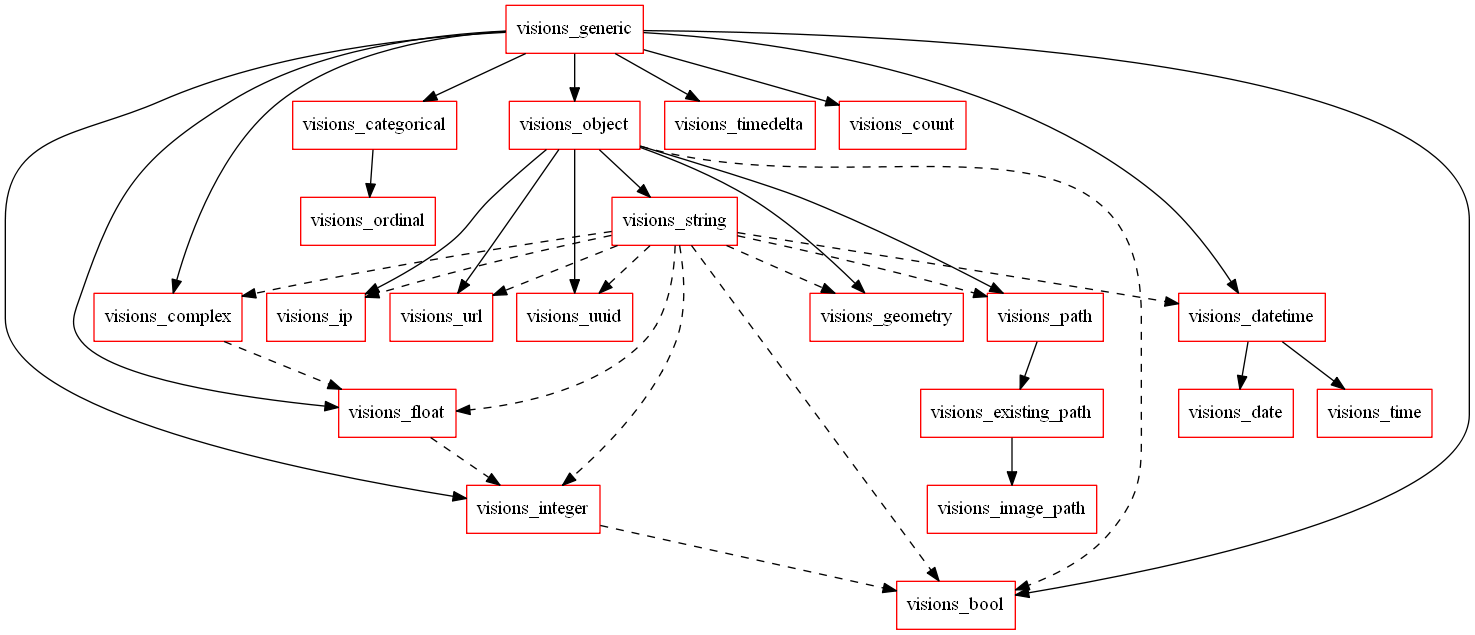 visions_generic
visions_categorical
visions_object
visions_timedelta
visions_count
visions_ordinal
visions_string
visions_complex
visions_ip
visions_url
visions_uuid
visions_geometry
visions_path
visions_datetime
visions_float
visions_existing_path
visions_date
visions_time
visions_integer
visions_image_path
visions_bool